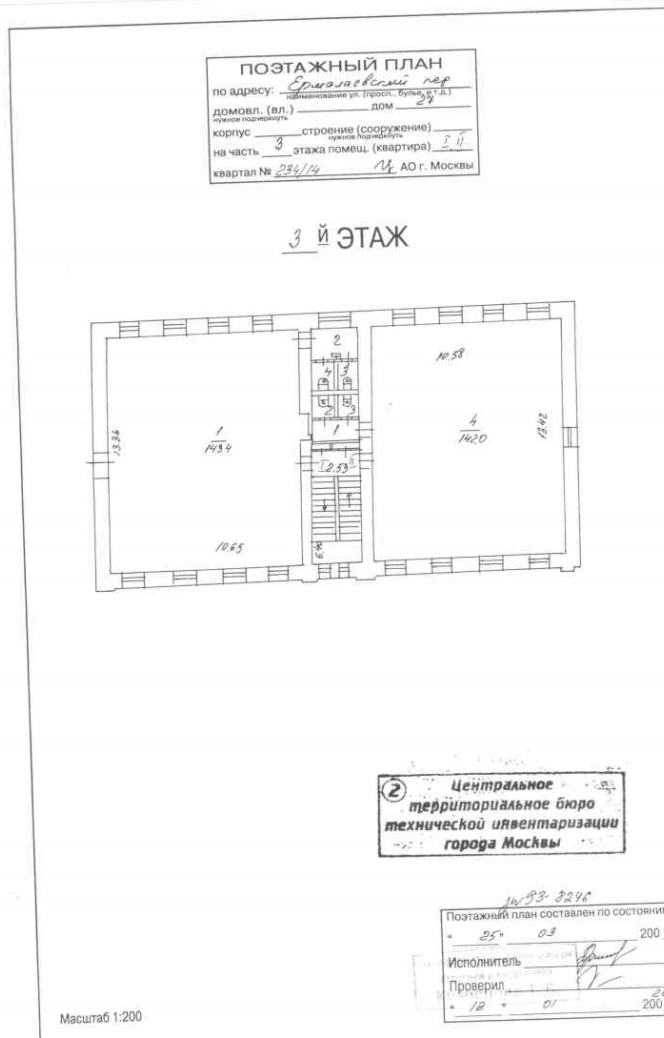 ПОЭТАЖНЫЙ ПЛАН
по адресу: Ермолаевский пер
наименование ул. (просп., бульв. и т.д.)
домовл. (вл.) дом 27
нужное подчеркнуть
корпус строение (сооружение)
нужное подчеркнуть
на часть 3 этажа помещ. (квартира) I II
квартал № 234/14 Ц АО г. Москвы
3 й ЭТАЖ
2
4 3
2 3
1
10.58
13.36
1
143.4
4
142.0
13.42
I 2.53 II
10.65
6.95
2 Центральное
территориальное бюро
технической инвентаризации
города Москвы
Поэтажный план составлен по состоянию
" 25 " 03 200
Исполнитель
Проверил
" 12 " 01 200
Масштаб 1:200